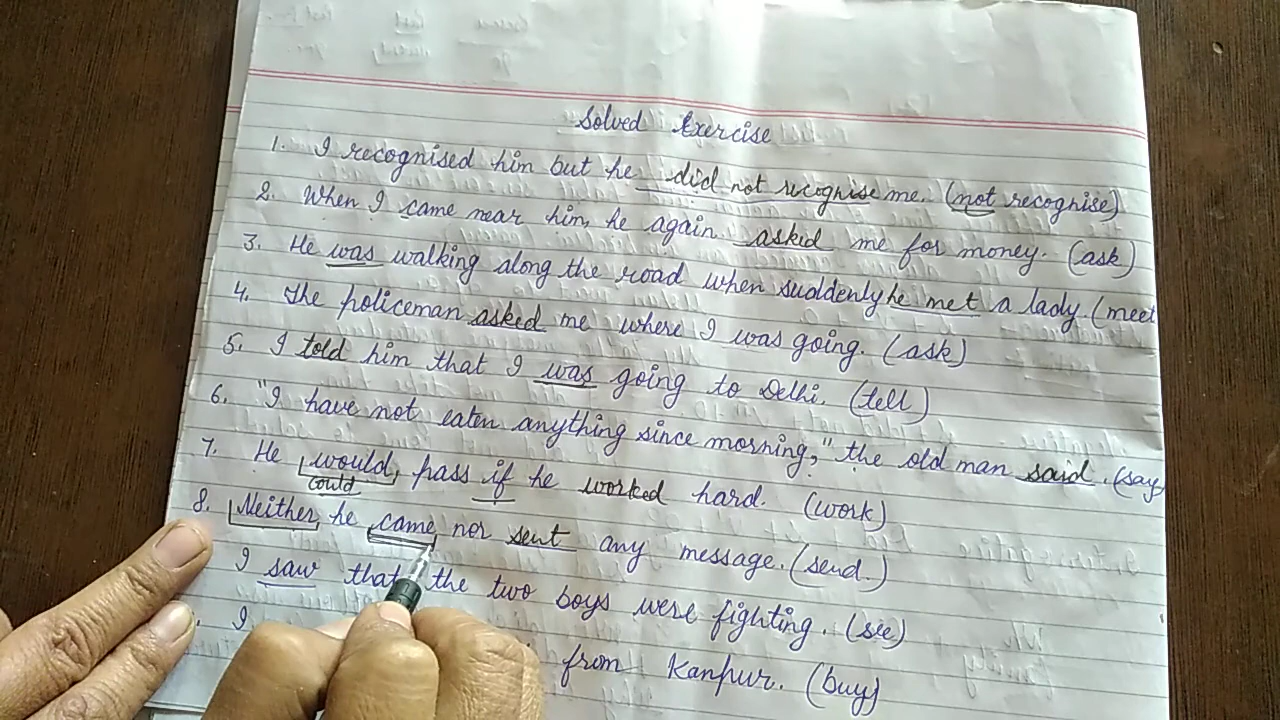 Solved Exercise
1. I recognised him but he did not recognise me. (not recognise)
2. When I came near him, he again asked me for money. (ask)
3. He was walking along the road when suddenly he met a lady. (meet
4. The policeman asked me where I was going. (ask)
5. I told him that I was going to Delhi. (tell)
6. "I have not eaten anything since morning," the old man said. (say
7. He would pass if he worked hard. (work)
could
8. Neither he came nor sent any message. (send.)
I saw that the two boys were fighting. (see)
I from Kanpur. (buy)